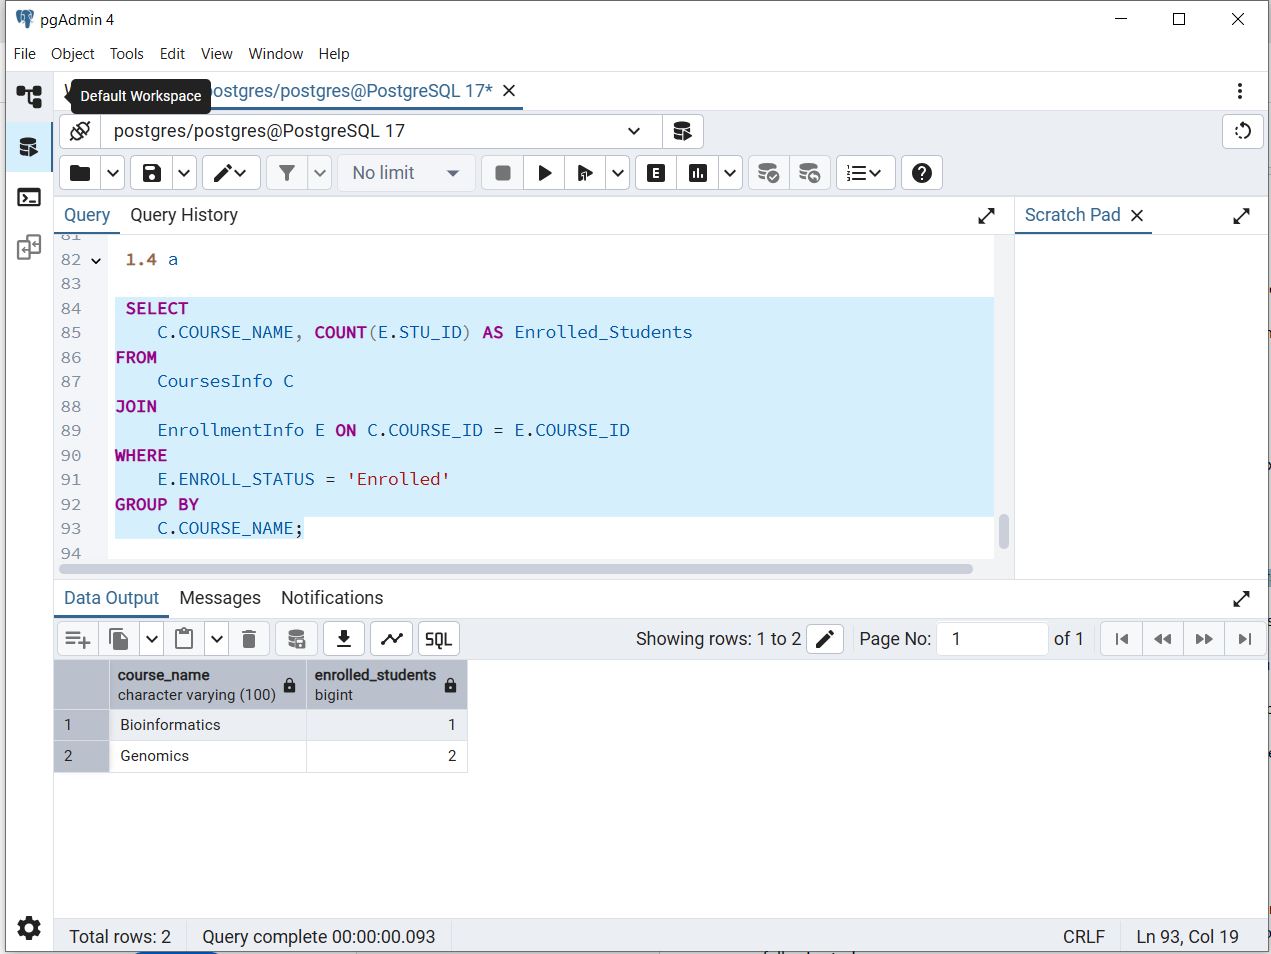 pgAdmin 4
File Object Tools Edit View Window Help
Default Workspace
postgres/postgres@PostgreSQL 17*
postgres/postgres@PostgreSQL 17
No limit
E
Query Query History
Scratch Pad
81
82 1.4 a
83
84 SELECT
85 C.COURSE_NAME, COUNT(E.STU_ID) AS Enrolled_Students
86 FROM
87 CoursesInfo C
88 JOIN
89 EnrollmentInfo E ON C.COURSE_ID = E.COURSE_ID
90 WHERE
91 E.ENROLL_STATUS = 'Enrolled'
92 GROUP BY
93 C.COURSE_NAME;
94
Data Output Messages Notifications
SQL
Showing rows: 1 to 2
Page No: 1 of 1
course_name enrolled_students
character varying (100) bigint
1 Bioinformatics 1
2 Genomics 2
Total rows: 2 Query complete 00:00:00.093 CRLF Ln 93, Col 19